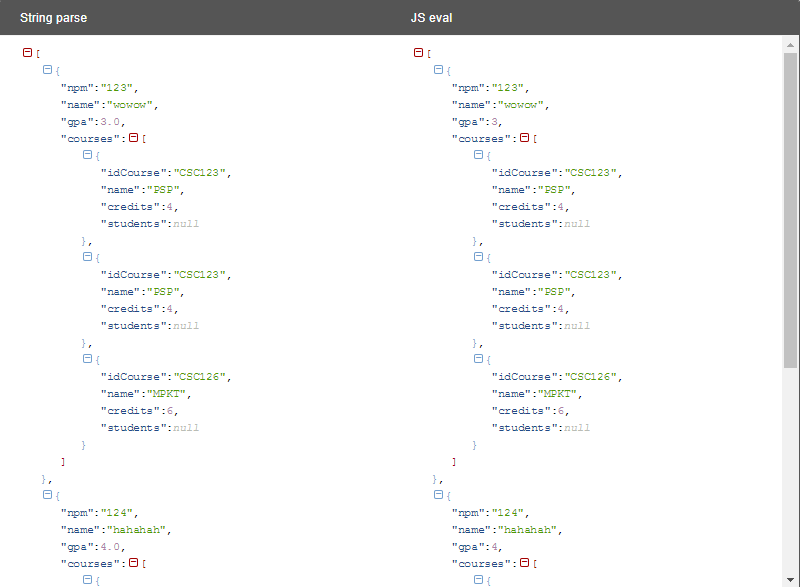 String parse
[
{
"npm":"123",
"name":"wowow",
"gpa":3.0,
"courses":[
{
"idCourse":"CSC123",
"name":"PSP",
"credits":4,
"students":null
},
{
"idCourse":"CSC123",
"name":"PSP",
"credits":4,
"students":null
},
{
"idCourse":"CSC126",
"name":"MPKT",
"credits":6,
"students":null
}
]
},
{
"npm":"124",
"name":"hahahah",
"gpa":4.0,
"courses":[
{
JS eval
[
{
"npm":"123",
"name":"wowow",
"gpa":3,
"courses":[
{
"idCourse":"CSC123",
"name":"PSP",
"credits":4,
"students":null
},
{
"idCourse":"CSC123",
"name":"PSP",
"credits":4,
"students":null
},
{
"idCourse":"CSC126",
"name":"MPKT",
"credits":6,
"students":null
}
]
},
{
"npm":"124",
"name":"hahahah",
"gpa":4,
"courses":[
{